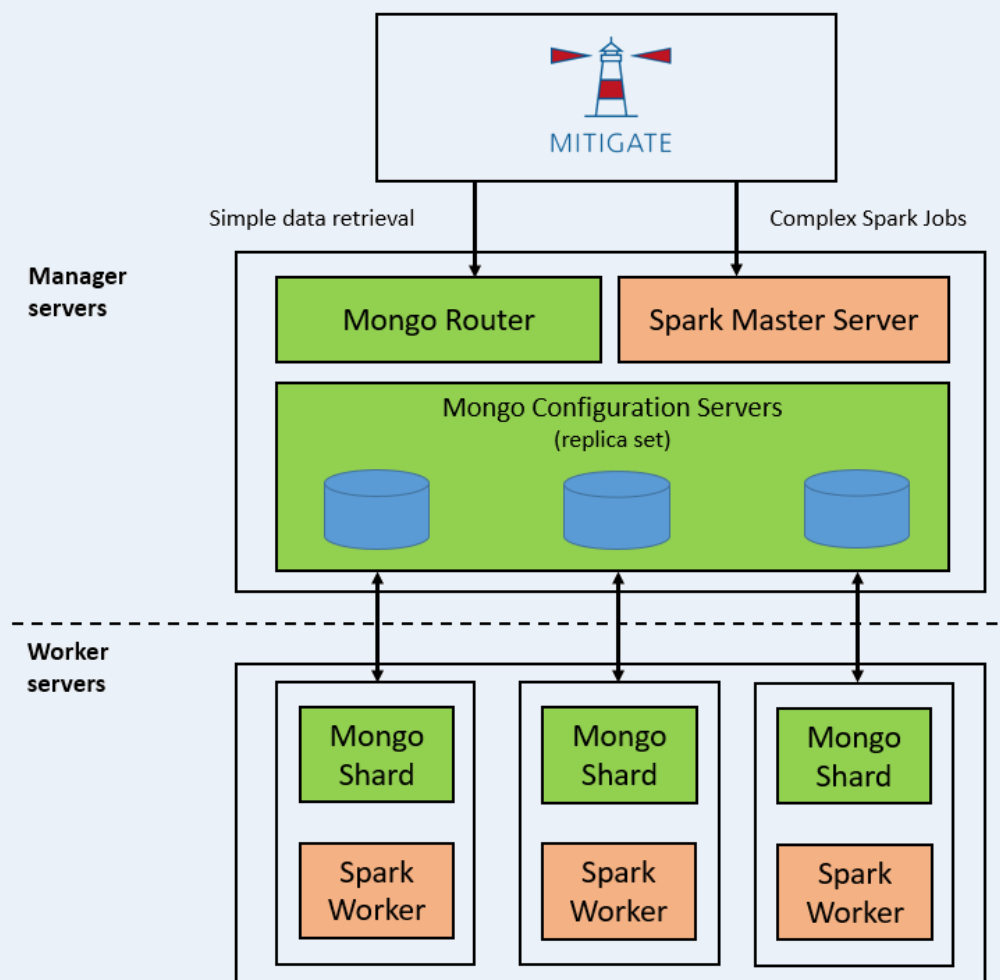 MITIGATE
Simple data retrieval
Complex Spark Jobs
Manager
servers
Mongo Router
Spark Master Server
Mongo Configuration Servers
(replica set)
Worker
servers
Mongo
Shard
Mongo
Shard
Mongo
Shard
Spark
Worker
Spark
Worker
Spark
Worker